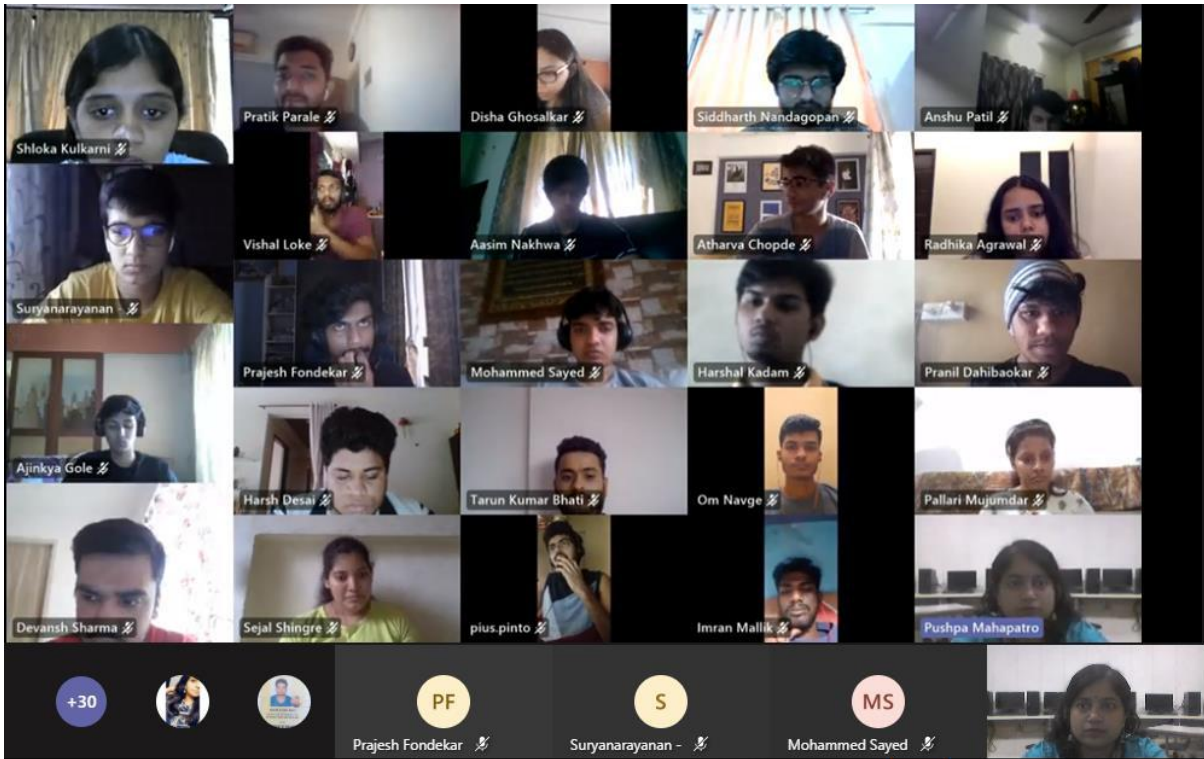 Shloka Kulkarni
Pratik Parale
Disha Ghosalkar
Siddharth Nandagopan
Anshu Patil
Suryanarayanan -
Vishal Loke
Aasim Nakhwa
Atharva Chopde
Radhika Agrawal
Prajesh Fondekar
Mohammed Sayed
Harshal Kadam
Pranil Dahibaokar
Ajinkya Gole
Harsh Desai
Tarun Kumar Bhati
Om Navge
Pallari Mujumdar
Devansh Sharma
Sejal Shingre
pius.pinto
Imran Mallik
Pushpa Mahapatro
+30
PF
Prajesh Fondekar
S
Suryanarayanan -
MS
Mohammed Sayed